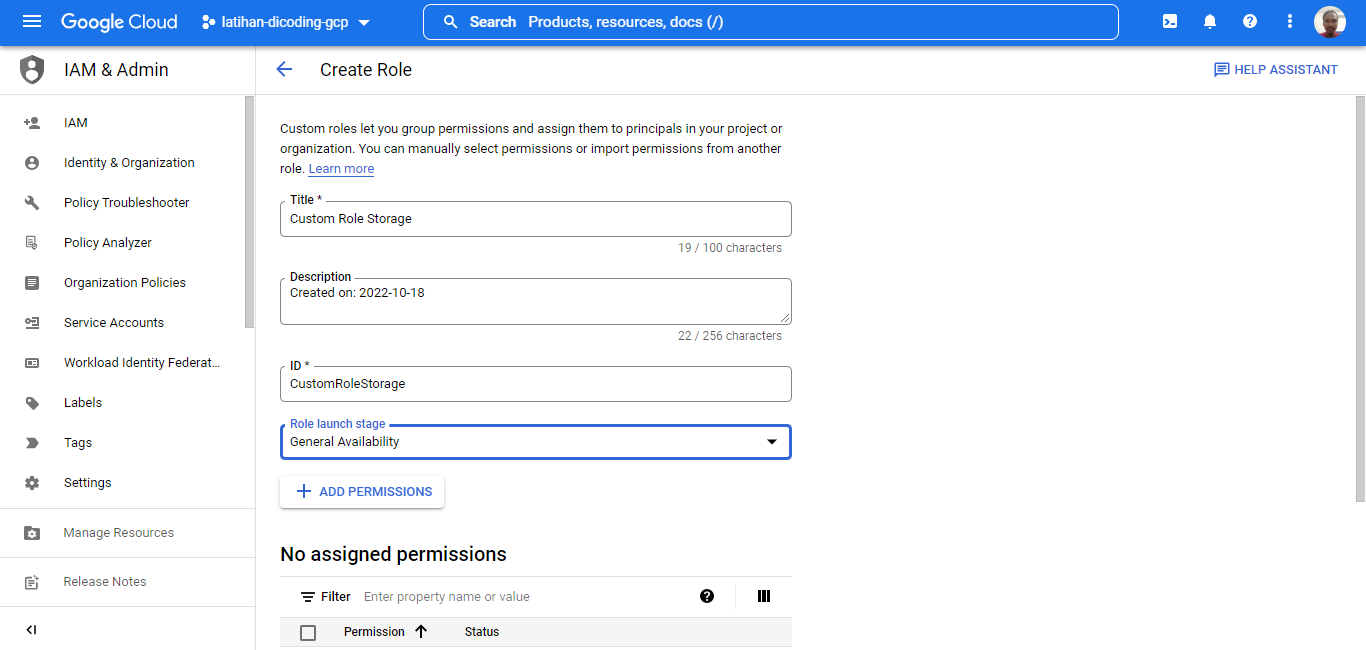 Google Cloud
latihan-dicoding-gcp
Search Products, resources, docs (/)
IAM & Admin
Create Role
HELP ASSISTANT
IAM
Identity & Organization
Policy Troubleshooter
Policy Analyzer
Organization Policies
Service Accounts
Workload Identity Federat...
Labels
Tags
Settings
Manage Resources
Release Notes
Custom roles let you group permissions and assign them to principals in your project or
organization. You can manually select permissions or import permissions from another
role. Learn more
Title *
Custom Role Storage
19 / 100 characters
Description
Created on: 2022-10-18
22 / 256 characters
ID *
CustomRoleStorage
Role launch stage
General Availability
ADD PERMISSIONS
No assigned permissions
Filter Enter property name or value
Permission Status